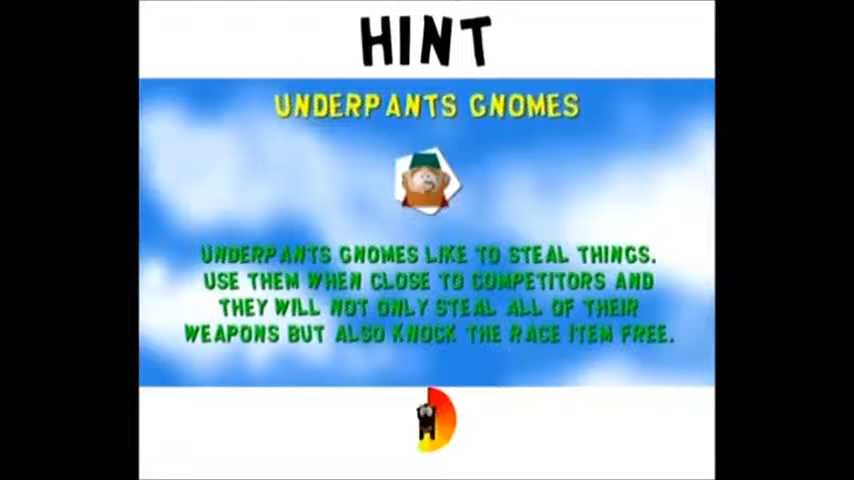 HINT
UNDERPANTS GNOMES
UNDERPANTS GNOMES LIKE TO STEAL THINGS.
USE THEM WHEN CLOSE TO COMPETITORS AND
THEY WILL NOT ONLY STEAL ALL OF THEIR
WEAPONS BUT ALSO KNOCK THE RACE ITEM FREE.